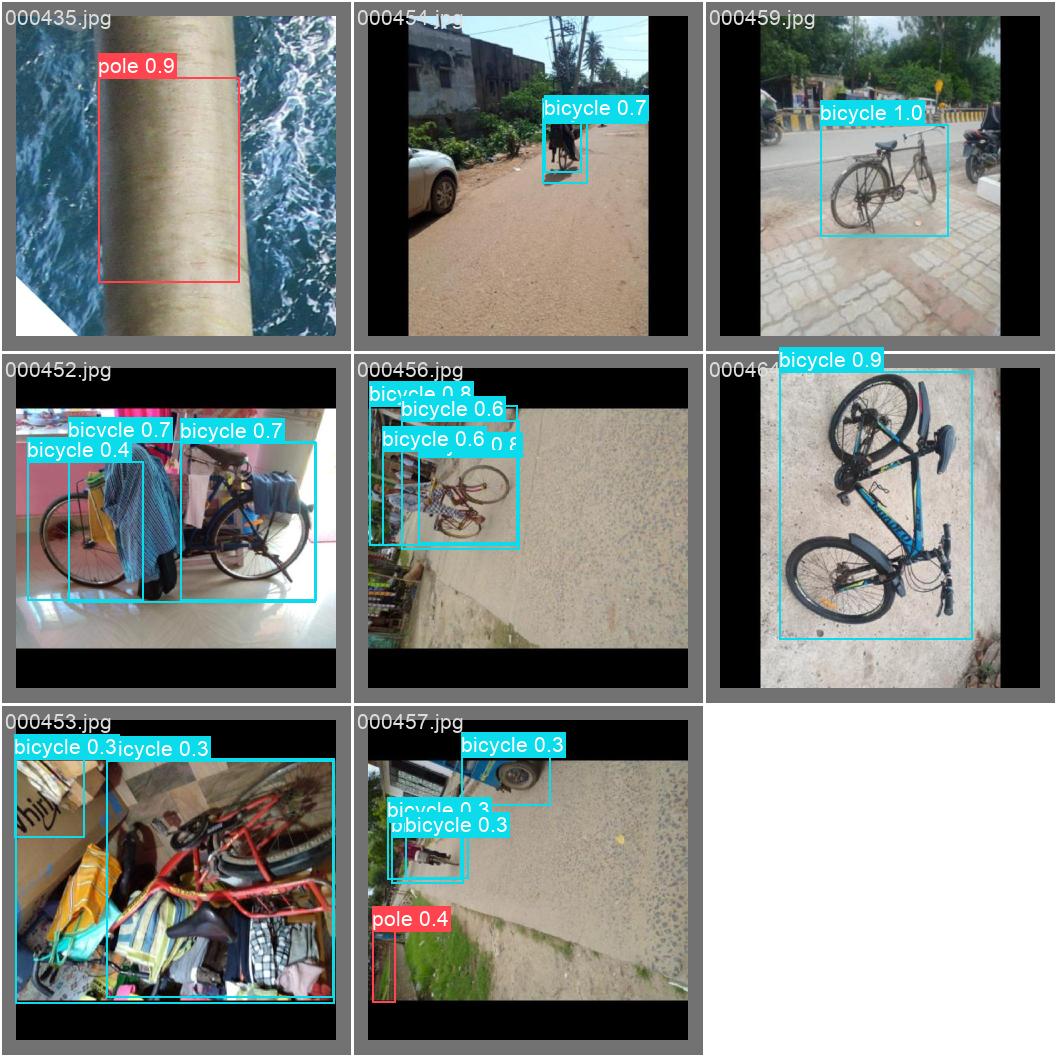 000435.jpg
pole 0.9
000454.jpg
bicycle 0.7
000459.jpg
bicycle 1.0
000452.jpg
bicycle 0.7
bicycle 0.7
bicycle 0.4
000456.jpg
bicycle 0.8
bicycle 0.6
bicycle 0.6
0.8
000464
bicycle 0.9
000453.jpg
bicycle 0.3
icycle 0.3
Whirl
000457.jpg
bicycle 0.3
bicycle 0.3
bicycle 0.3
pole 0.4